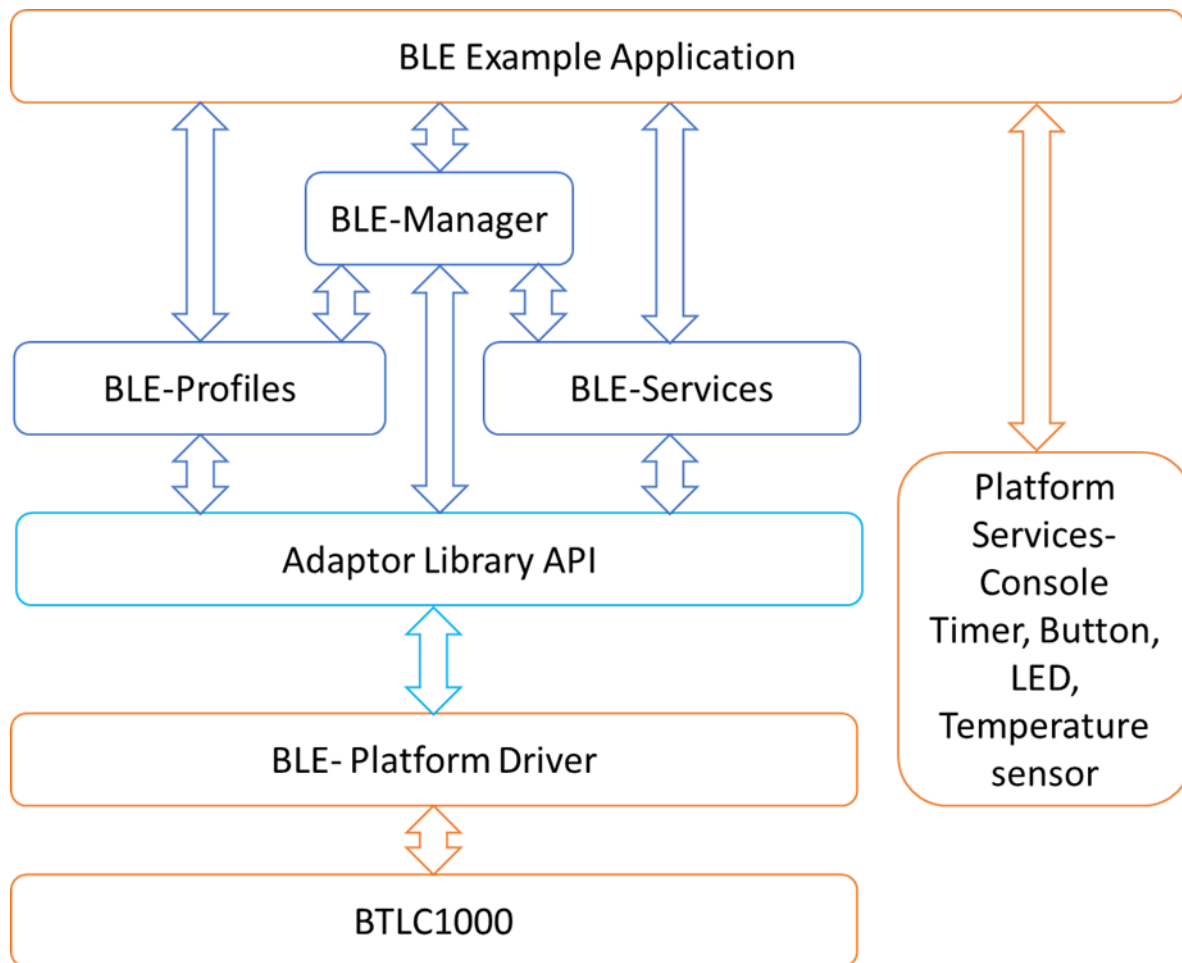 BLE Example Application
BLE-Manager
BLE-Profiles
BLE-Services
Adaptor Library API
Platform
Services-
Console
Timer, Button,
LED,
Temperature
sensor
BLE- Platform Driver
BTLC1000